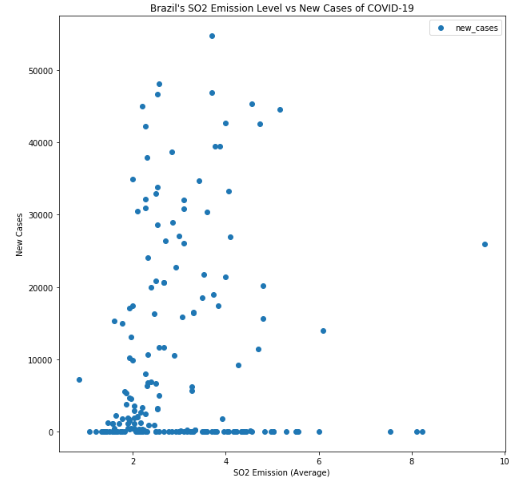 Brazil's SO2 Emission Level vs New Cases of COVID-19
new_cases
50000
40000
30000
20000
10000
0
New Cases
2
4
6
8
10
SO2 Emission (Average)